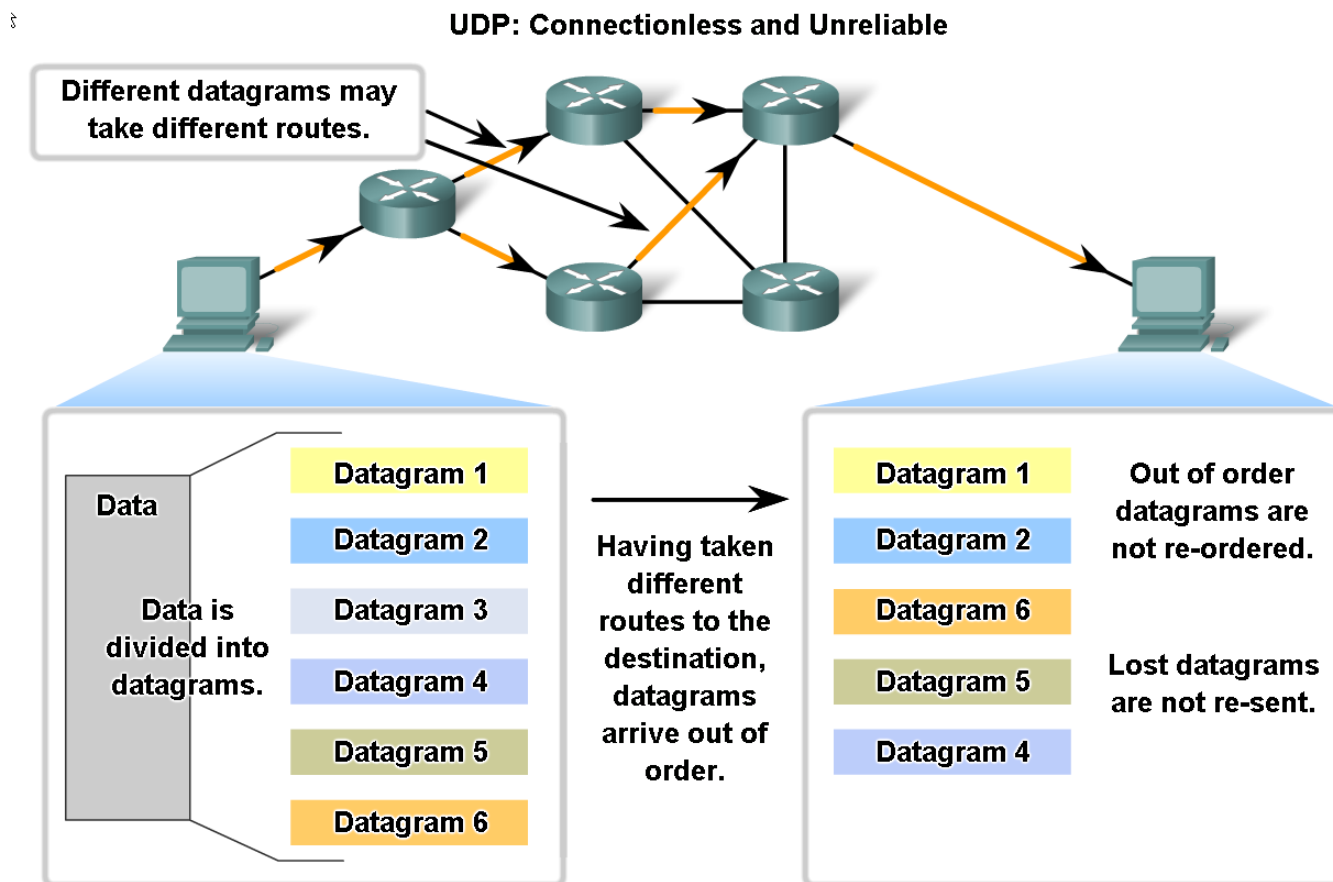 UDP: Connectionless and Unreliable
Different datagrams may
take different routes.
Data
Data is
divided into
datagrams.
Datagram 1
Datagram 2
Datagram 3
Datagram 4
Datagram 5
Datagram 6
Having taken
different
routes to the
destination,
datagrams
arrive out of
order.
Datagram 1
Datagram 2
Datagram 6
Datagram 5
Datagram 4
Out of order
datagrams are
not re-ordered.
Lost datagrams
are not re-sent.